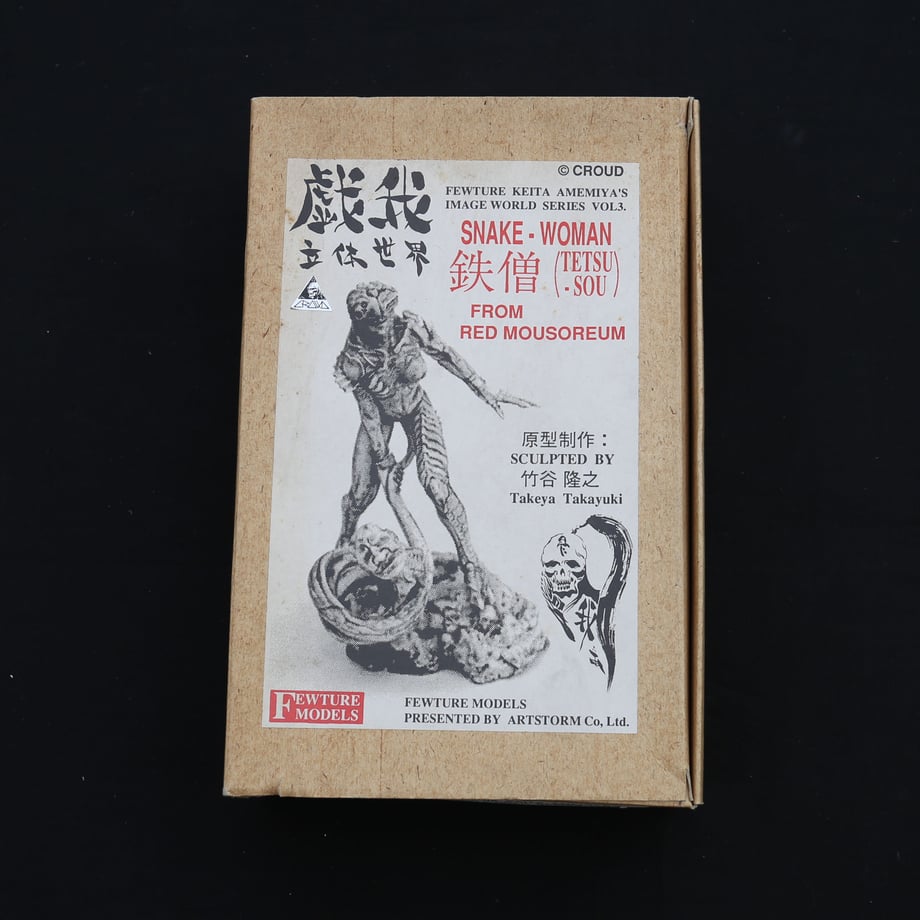 戯我
立体世界
CROUD
© CROUD
FEWTURE KEITA AMEMIYA'S
IMAGE WORLD SERIES VOL3.
SNAKE - WOMAN
鉄僧 (TETSU
- SOU)
FROM
RED MOUSOREUM
原型制作：
SCULPTED BY
竹谷 隆之
Takeya Takayuki
我
FEWTURE
MODELS
FEWTURE MODELS
PRESENTED BY ARTSTORM Co, Ltd.